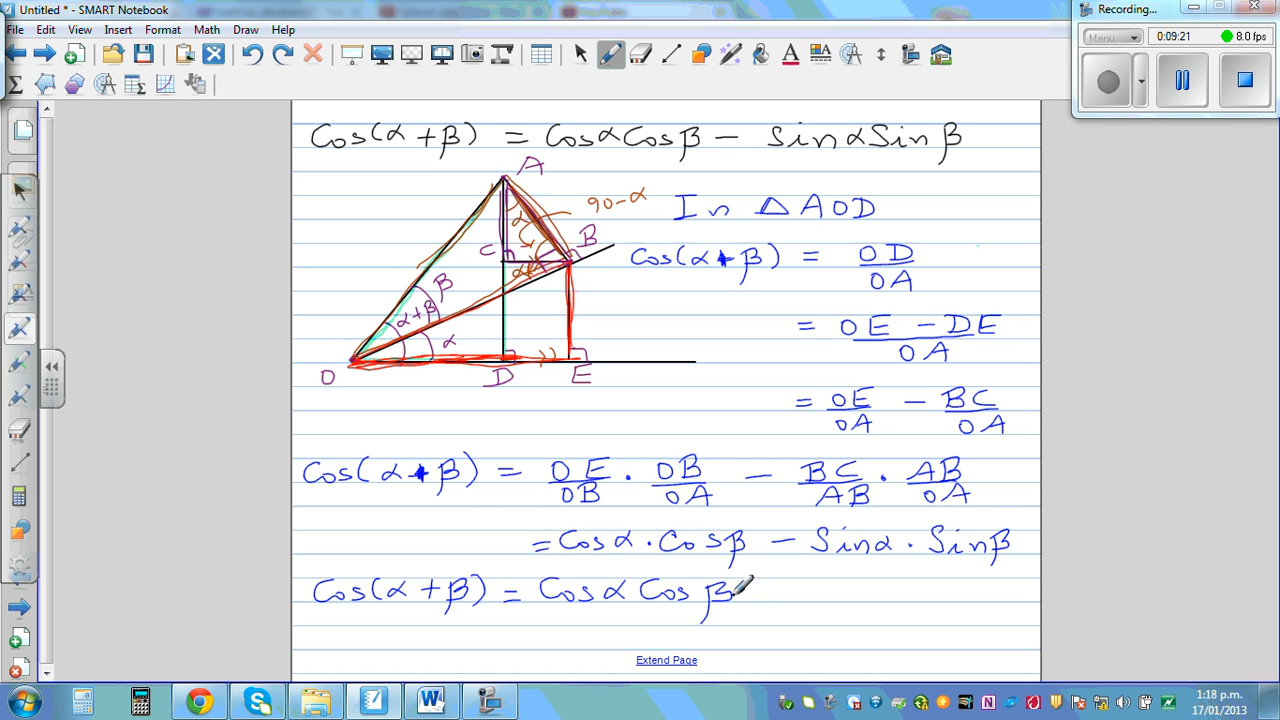 Untitled * - SMART Notebook
Recording...
File Edit View Insert Format Math Draw Help
Menu 0:09:21 8.0 fps
Cos(α + β) = Cosα Cosβ − Sinα Sinβ
A
90-α
α
In △AOD
B
C
Cos(α + β) = OD/OA
α
β
α+β
= OE − DE/OA
α
O D E
= OE/OA − BC/OA
Cos(α + β) = OE/OB . OB/OA − BC/AB . AB/OA
= Cosα . Cosβ − Sinα . Sinβ
Cos(α + β) = Cosα Cos β
Extend Page
1:18 p.m.
17/01/2013